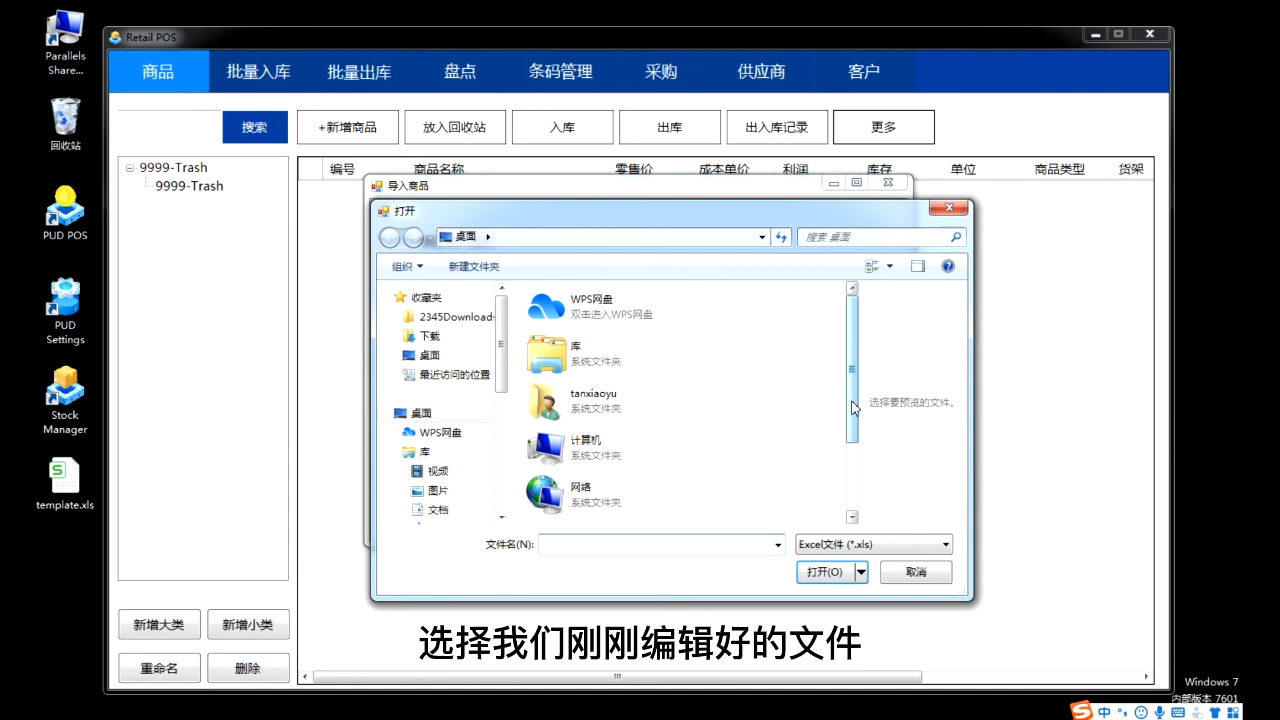 Parallels
Share...
回收站
PUD POS
PUD
Settings
Stock
Manager
template.xls
Retail POS
商品 批量入库 批量出库 盘点 条码管理 采购 供应商 客户
搜索 +新增商品 放入回收站 入库 出库 出入库记录 更多
9999-Trash
9999-Trash
编号 商品名称 零售价 成本单价 利润 库存 单位 商品类型 货架
导入商品
打开
桌面
搜索 桌面
组织 新建文件夹
收藏夹
2345Download
下载
桌面
最近访问的位置
桌面
WPS网盘
库
视频
图片
文档
WPS网盘
双击进入WPS网盘
库
系统文件夹
tanxiaoyu
系统文件夹
计算机
系统文件夹
网络
系统文件夹
选择要预览的文件。
文件名(N):
Excel文件 (*.xls)
打开(O) 取消
新增大类 新增小类
重命名 删除
选择我们刚刚编辑好的文件
Windows 7
内部版本 7601
中